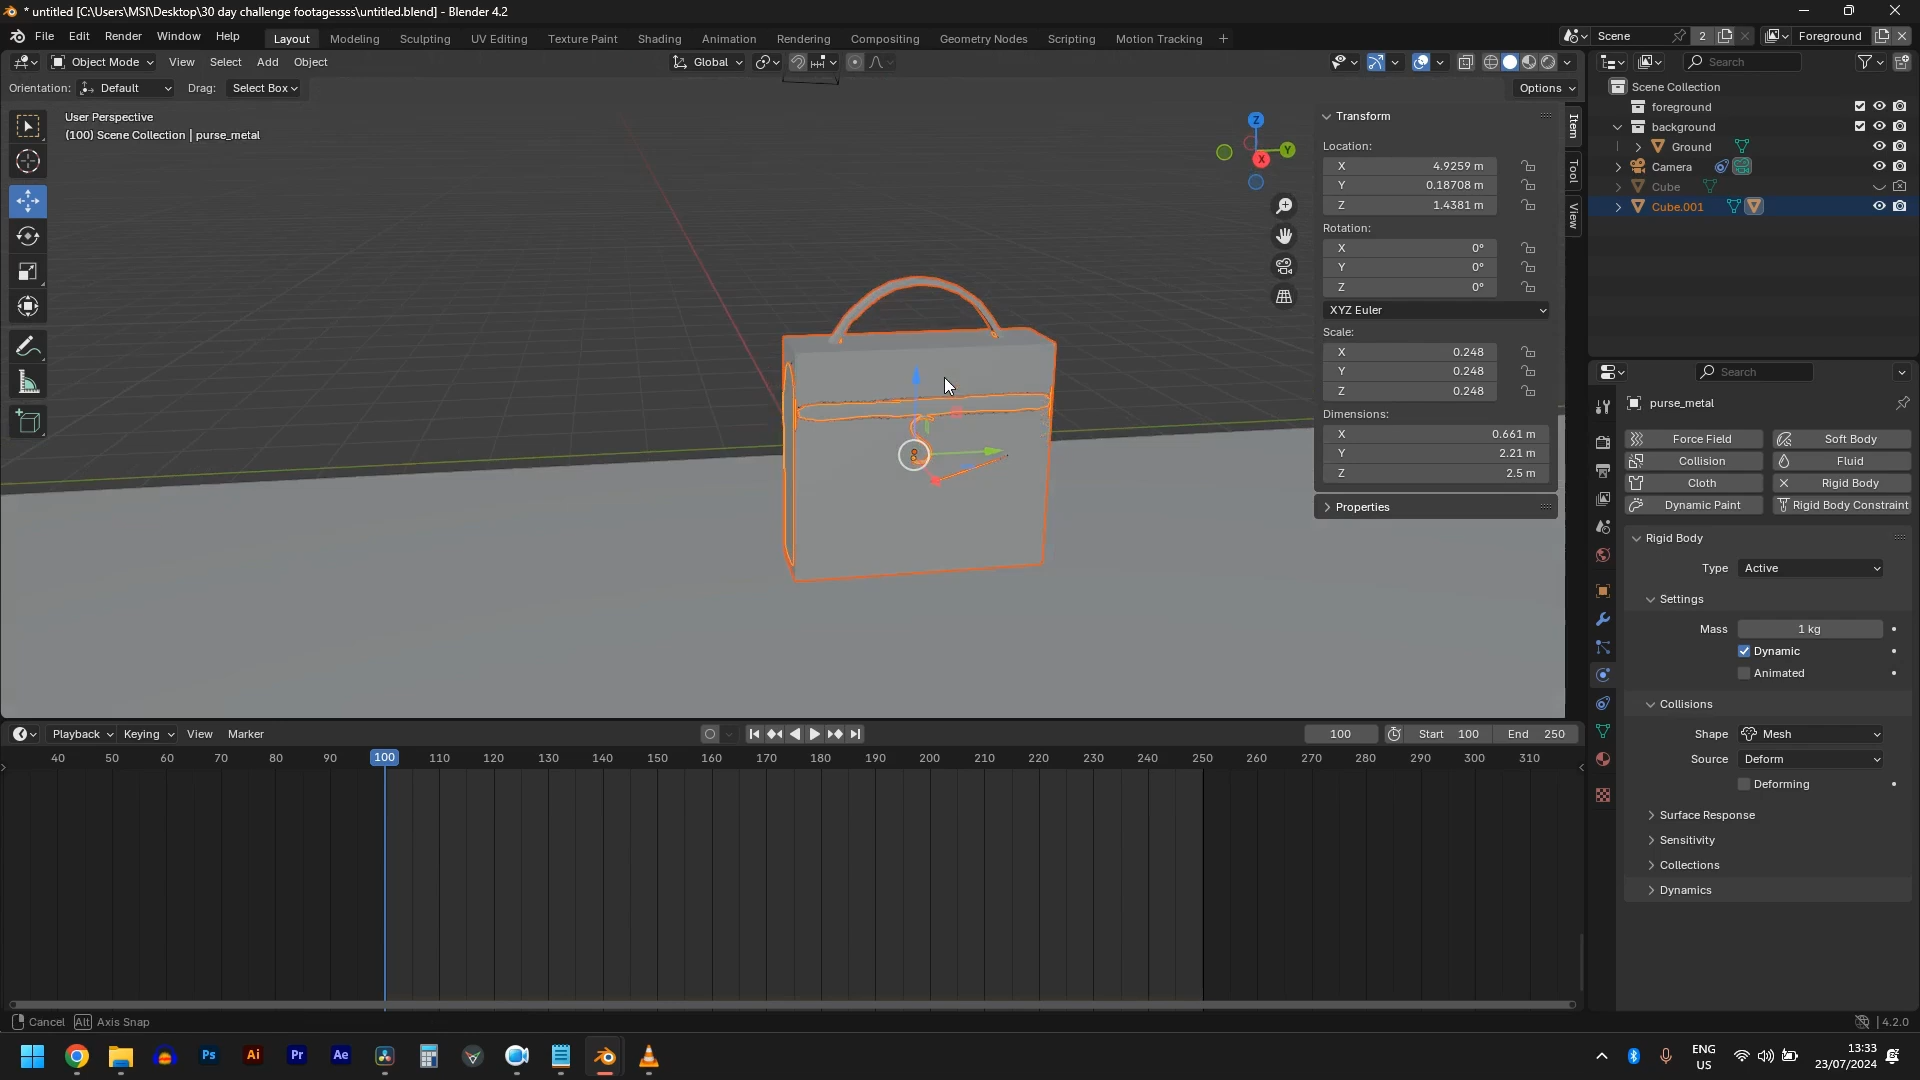 * untitled [C:\Users\MSI\Desktop\30 day challenge footagessss\untitled.blend] - Blender 4.2
File Edit Render Window Help Layout Modeling Sculpting UV Editing Texture Paint Shading Animation Rendering Compositing Geometry Nodes Scripting Motion Tracking + Scene 2 Foreground
Object Mode View Select Add Object Global Search
Orientation: Default Drag: Select Box Options
User Perspective
(100) Scene Collection | purse_metal
Z
Y
X
Transform
Location:
X 4.9259 m
Y 0.18708 m
Z 1.4381 m
Rotation:
X 0°
Y 0°
Z 0°
XYZ Euler
Scale:
X 0.248
Y 0.248
Z 0.248
Dimensions:
X 0.661 m
Y 2.21 m
Z 2.5 m
Properties
Item
Tool
View
Scene Collection
foreground
background
Ground
Camera
Cube
Cube.001
Search
purse_metal
Force Field Soft Body
Collision Fluid
Cloth Rigid Body
Dynamic Paint Rigid Body Constraint
Rigid Body
Type Active
Settings
Mass 1 kg
Dynamic
Animated
Collisions
Shape Mesh
Source Deform
Deforming
Surface Response
Sensitivity
Collections
Dynamics
Playback Keying View Marker 100 Start 100 End 250
40 50 60 70 80 90 100 110 120 130 140 150 160 170 180 190 200 210 220 230 240 250 260 270 280 290 300 310
Cancel Alt Axis Snap 4.2.0
Ps Ai Pr Ae
ENG
US
13:33
23/07/2024